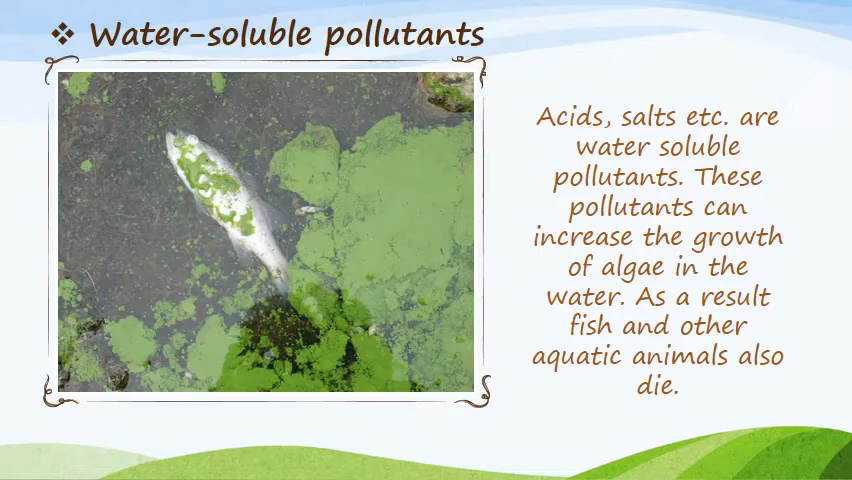 ❖ Water-soluble pollutants
Acids, salts etc. are
water soluble
pollutants. These
pollutants can
increase the growth
of algae in the
water. As a result
fish and other
aquatic animals also
die.